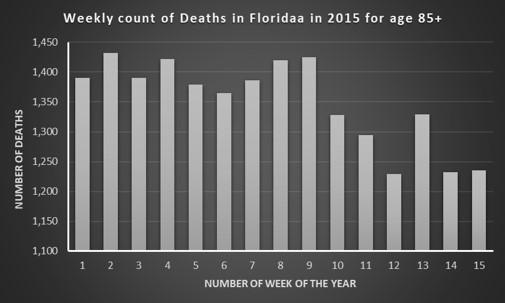 Weekly count of Deaths in Floridaa in 2015 for age 85+
1,450
1,400
1,350
1,300
1,250
1,200
1,150
1,100
NUMBER OF DEATHS
1 2 3 4 5 6 7 8 9 10 11 12 13 14 15
NUMBER OF WEEK OF THE YEAR